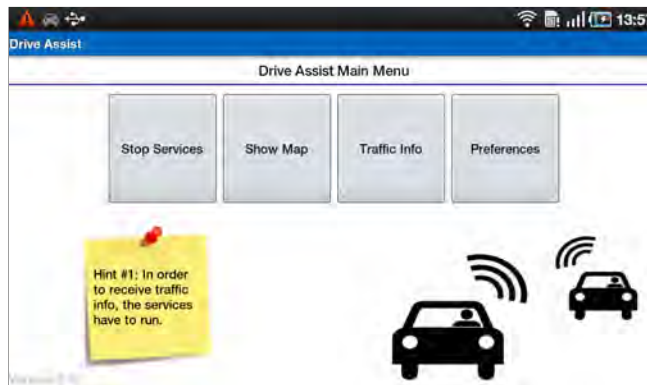 13:5
Drive Assist
Drive Assist Main Menu
Stop Services
Show Map
Traffic Info
Preferences
Hint #1: In order
to receive traffic
info, the services
have to run.